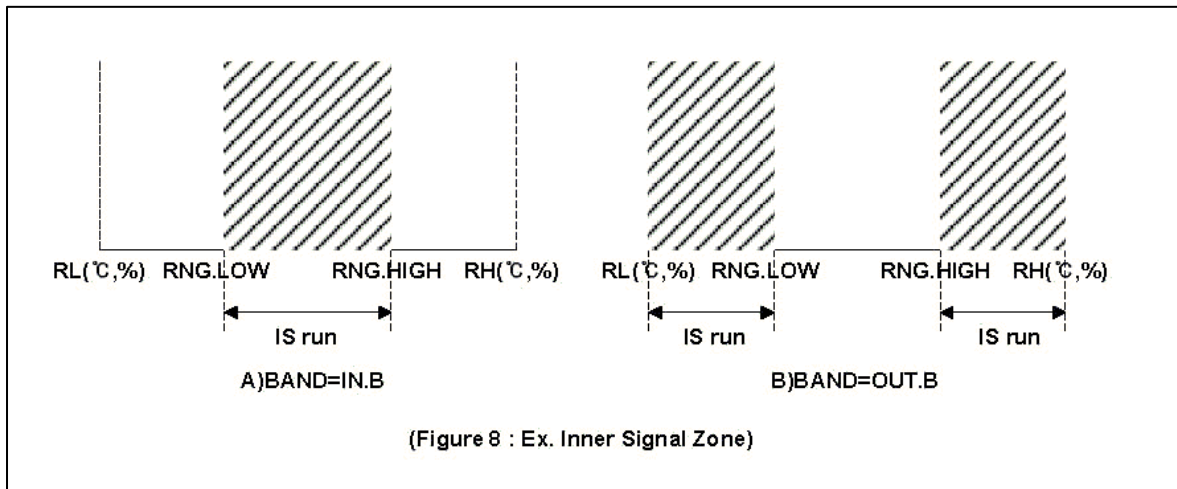 RL(℃,%) RNG.LOW RNG.HIGH RH(℃,%) RL(℃,%) RNG.LOW RNG.HIGH RH(℃,%)
IS run IS run IS run
A)BAND=IN.B B)BAND=OUT.B
(Figure 8 : Ex. Inner Signal Zone)